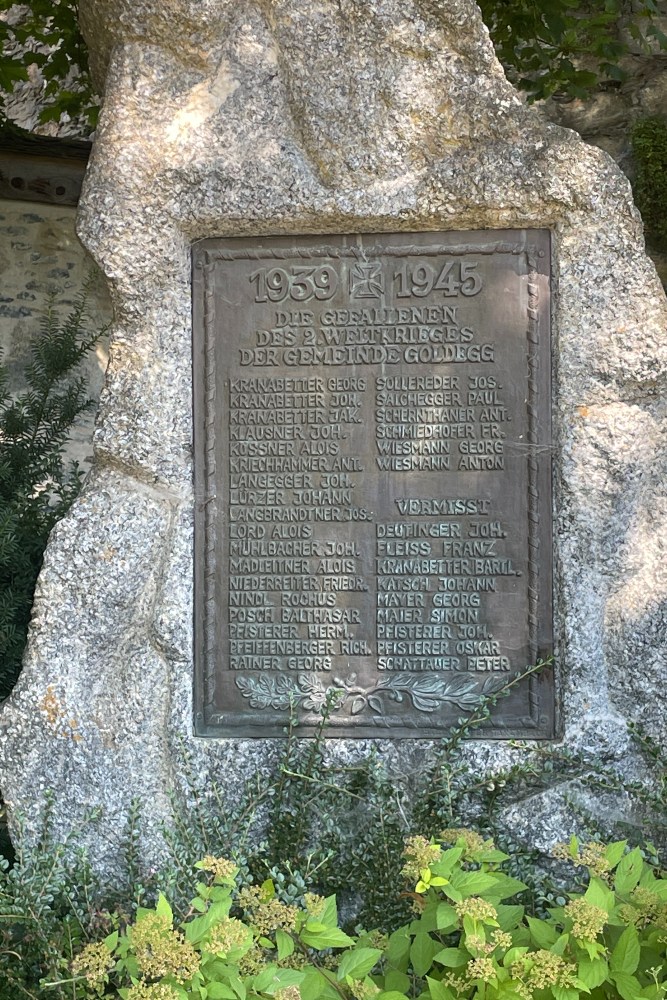 1939 1945
DIE GEFALLENEN
DES 2. WELTKRIEGES
DER GEMEINDE GOLDEGG
KRANABETTER GEORG
KRANABETTER JOH.
KRANABETTER JAK.
KLAUSNER JOH.
KÖSSNER ALOIS
KRIECHHAMMER ANT.
LANGEGGER JOH.
LÜRZER JOHANN
LANGBRANDTNER JOS.
LORD ALOIS
MÜHLBACHER JOH.
MADLEITNER ALOIS
NIEDERREITER FRIEDR.
NINDL ROCHUS
PÖSCH BALTHASAR
PFISTERER HERM.
PFEIFFENBERGER RICH.
RAINER GEORG
SOLLEREDER JOS.
SALCHEGGER PAUL
SCHERNTHANER ANT.
SCHMIEDHOFER FR.
WIESMANN GEORG
WIESMANN ANTON
VERMISST
DEUTINGER JOH.
FLEISS FRANZ
KRANABETTER BARTL.
KATSCH JOHANN
MAYER GEORG
MAIER SIMON
PFISTERER JOH.
PFISTERER OSKAR
SCHATTAUER PETER